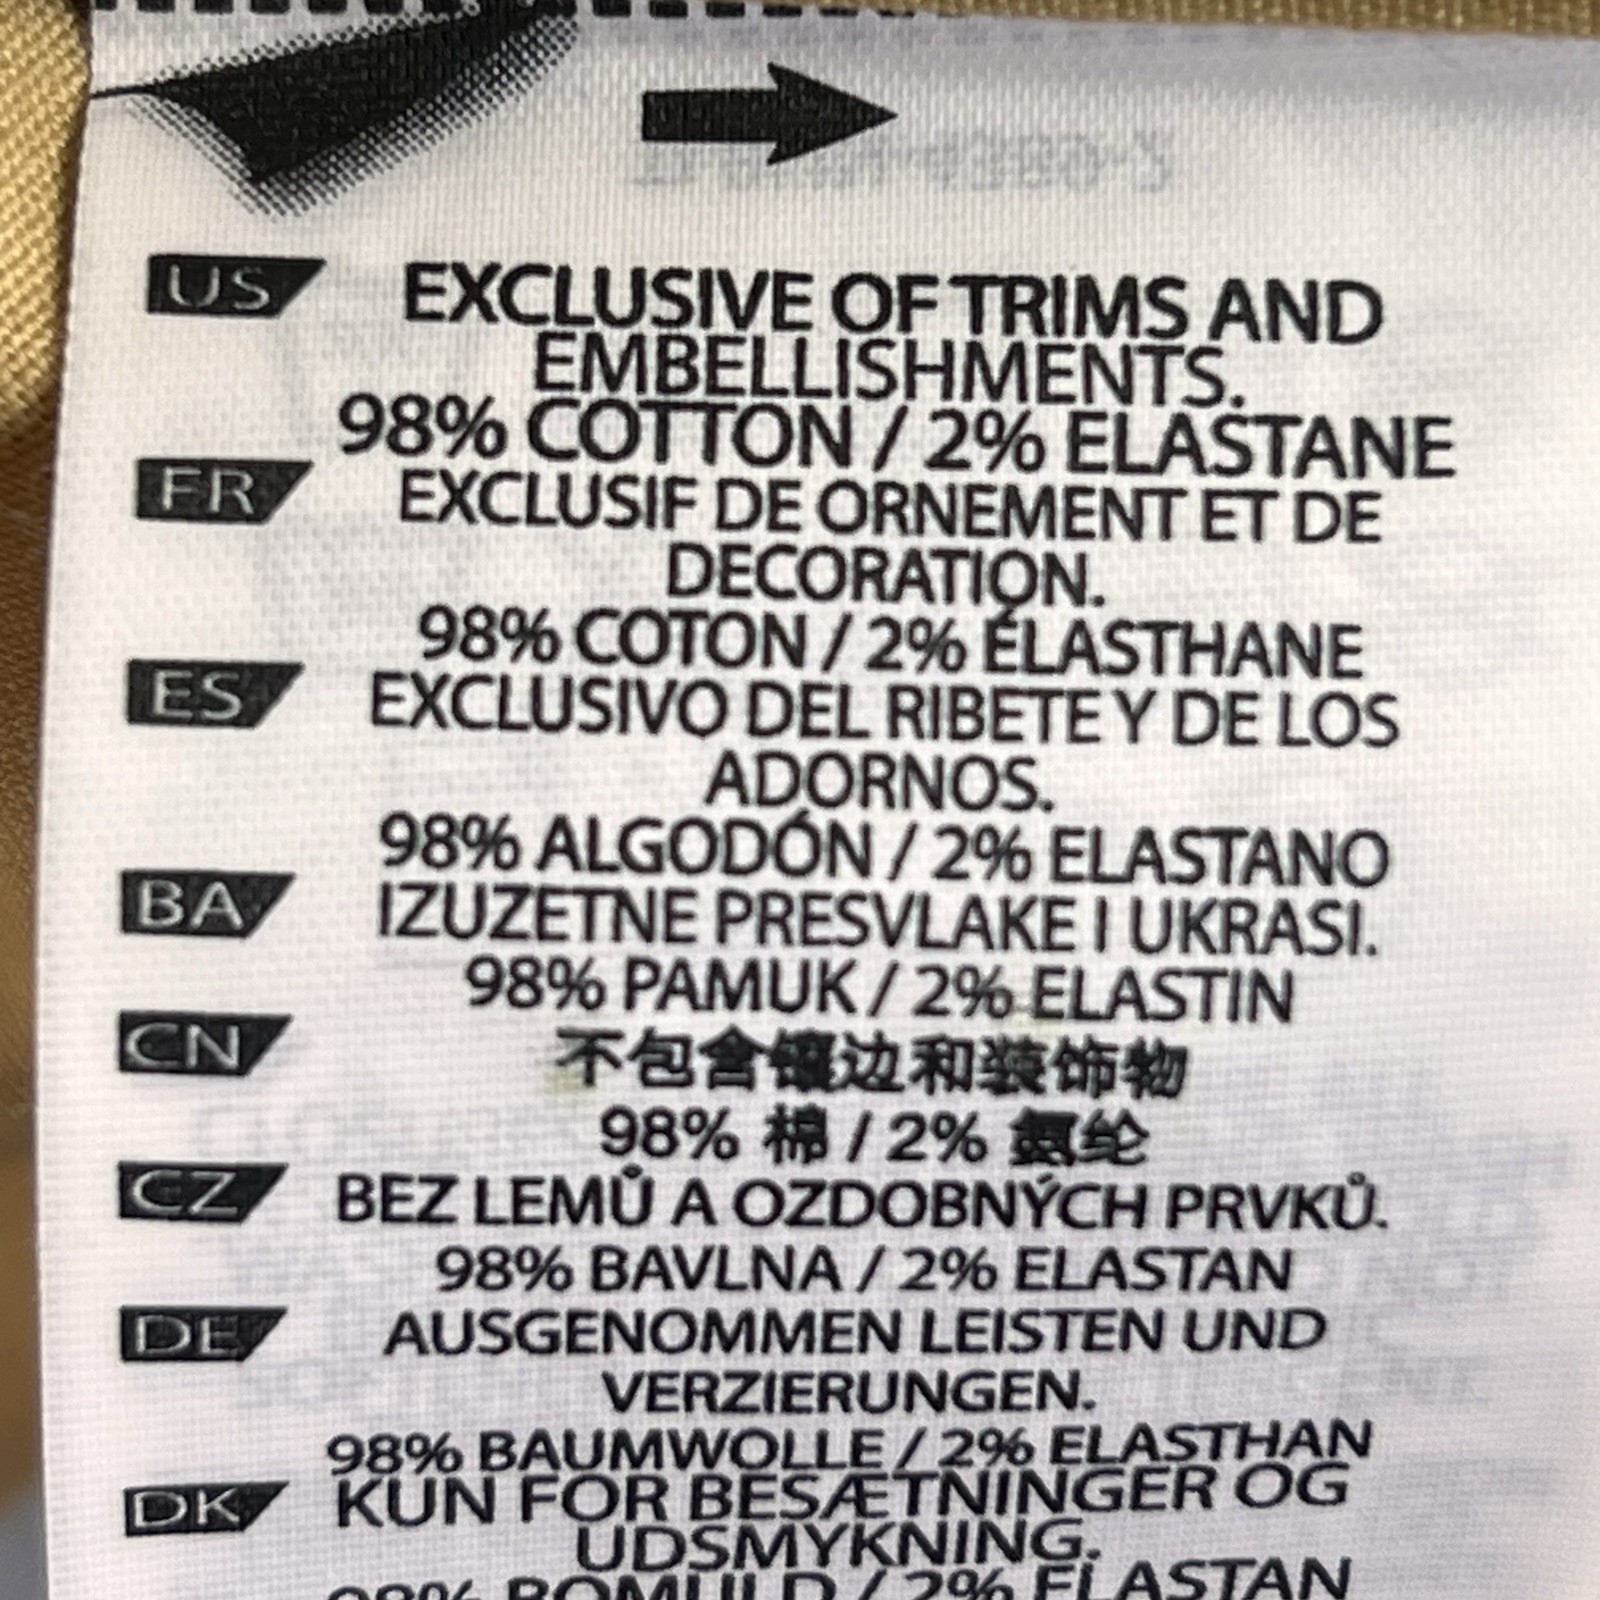 US EXCLUSIVE OF TRIMS AND
EMBELLISHMENTS.
98% COTTON / 2% ELASTANE
FR EXCLUSIF DE ORNEMENT ET DE
DECORATION.
98% COTON / 2% ÉLASTHANE
ES EXCLUSIVO DEL RIBETE Y DE LOS
ADORNOS.
98% ALGODÓN / 2% ELASTANO
BA IZUZETNE PRESVLAKE I UKRASI.
98% PAMUK / 2% ELASTIN
CN 不包含镶边和装饰物
98% 棉 / 2% 氨纶
CZ BEZ LEMŮ A OZDOBNÝCH PRVKŮ.
98% BAVLNA / 2% ELASTAN
DE AUSGENOMMEN LEISTEN UND
VERZIERUNGEN.
98% BAUMWOLLE / 2% ELASTHAN
DK KUN FOR BESÆTNINGER OG
UDSMYKNING.
98% BOMULD / 2% ELASTAN